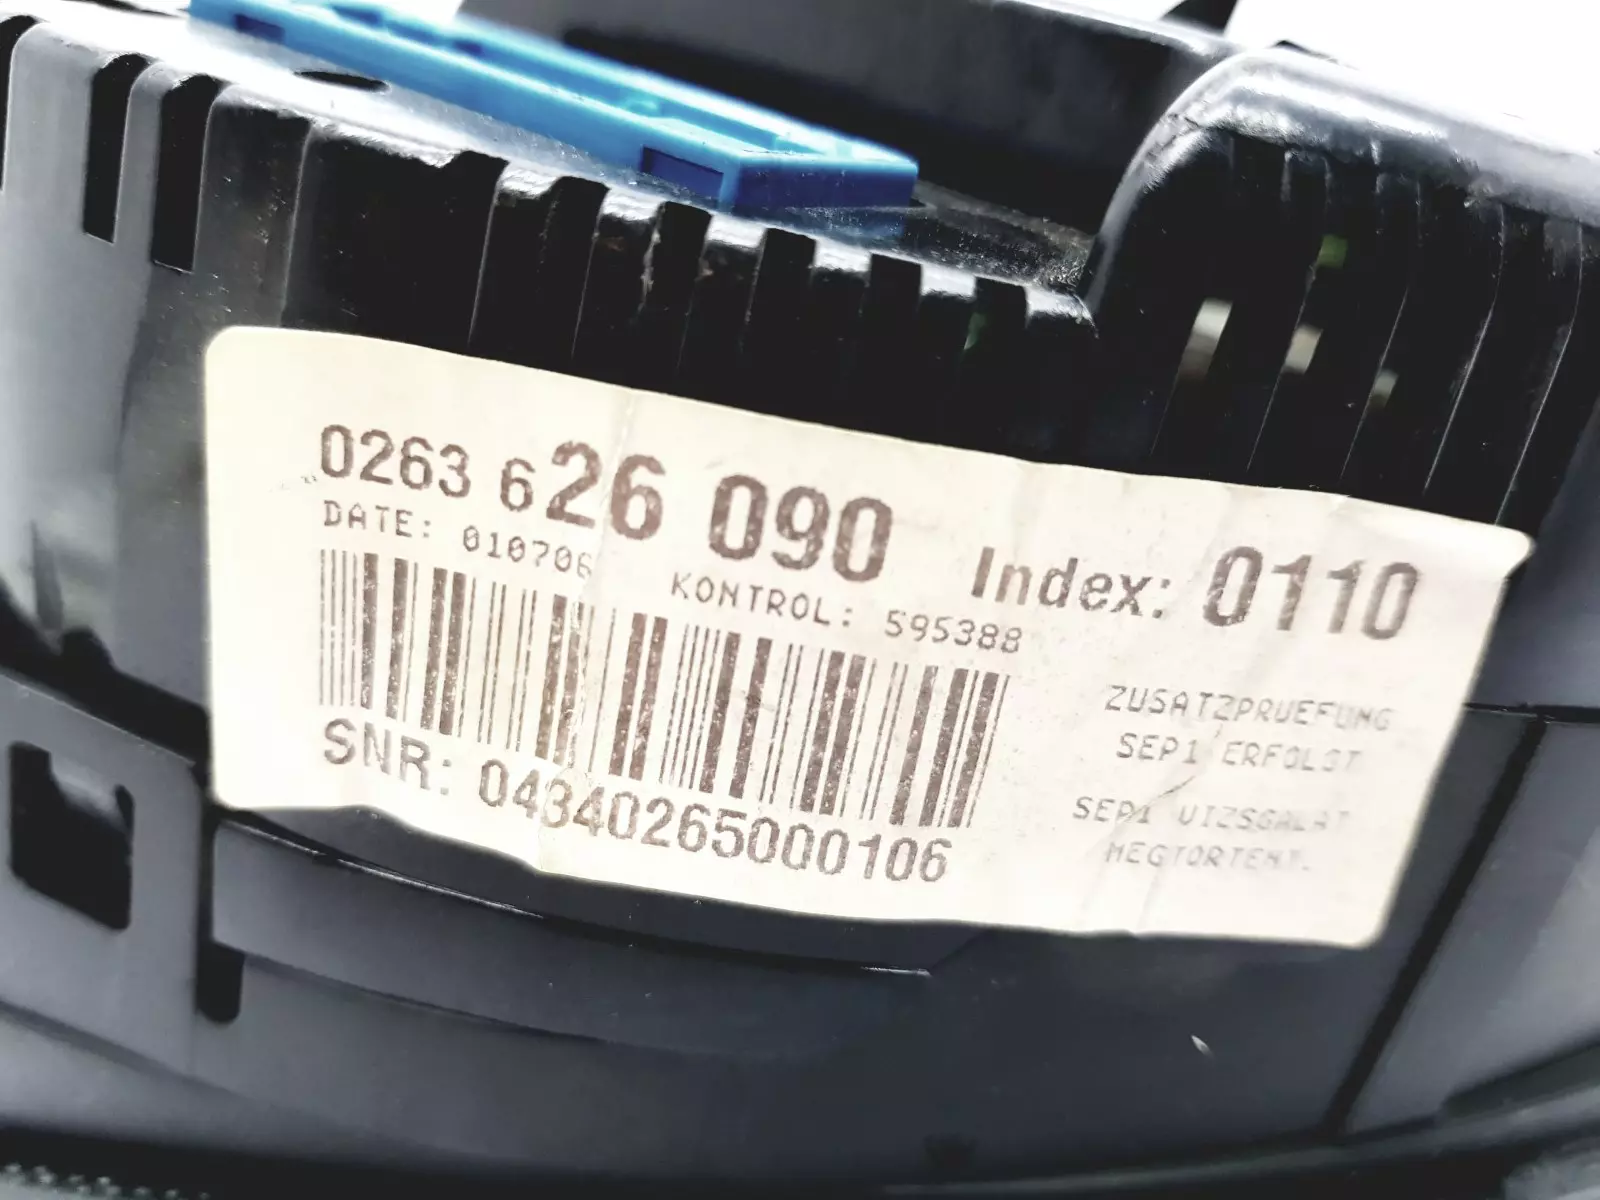 0263 626 090 Index: 0110
DATE: 010706 KONTROL: 595388
SNR: 04340265000106
ZUSATZPRUEFUNG
SEP1 ERFOLGT
SEP1 VIZSGALAT
MEGTORTENT.